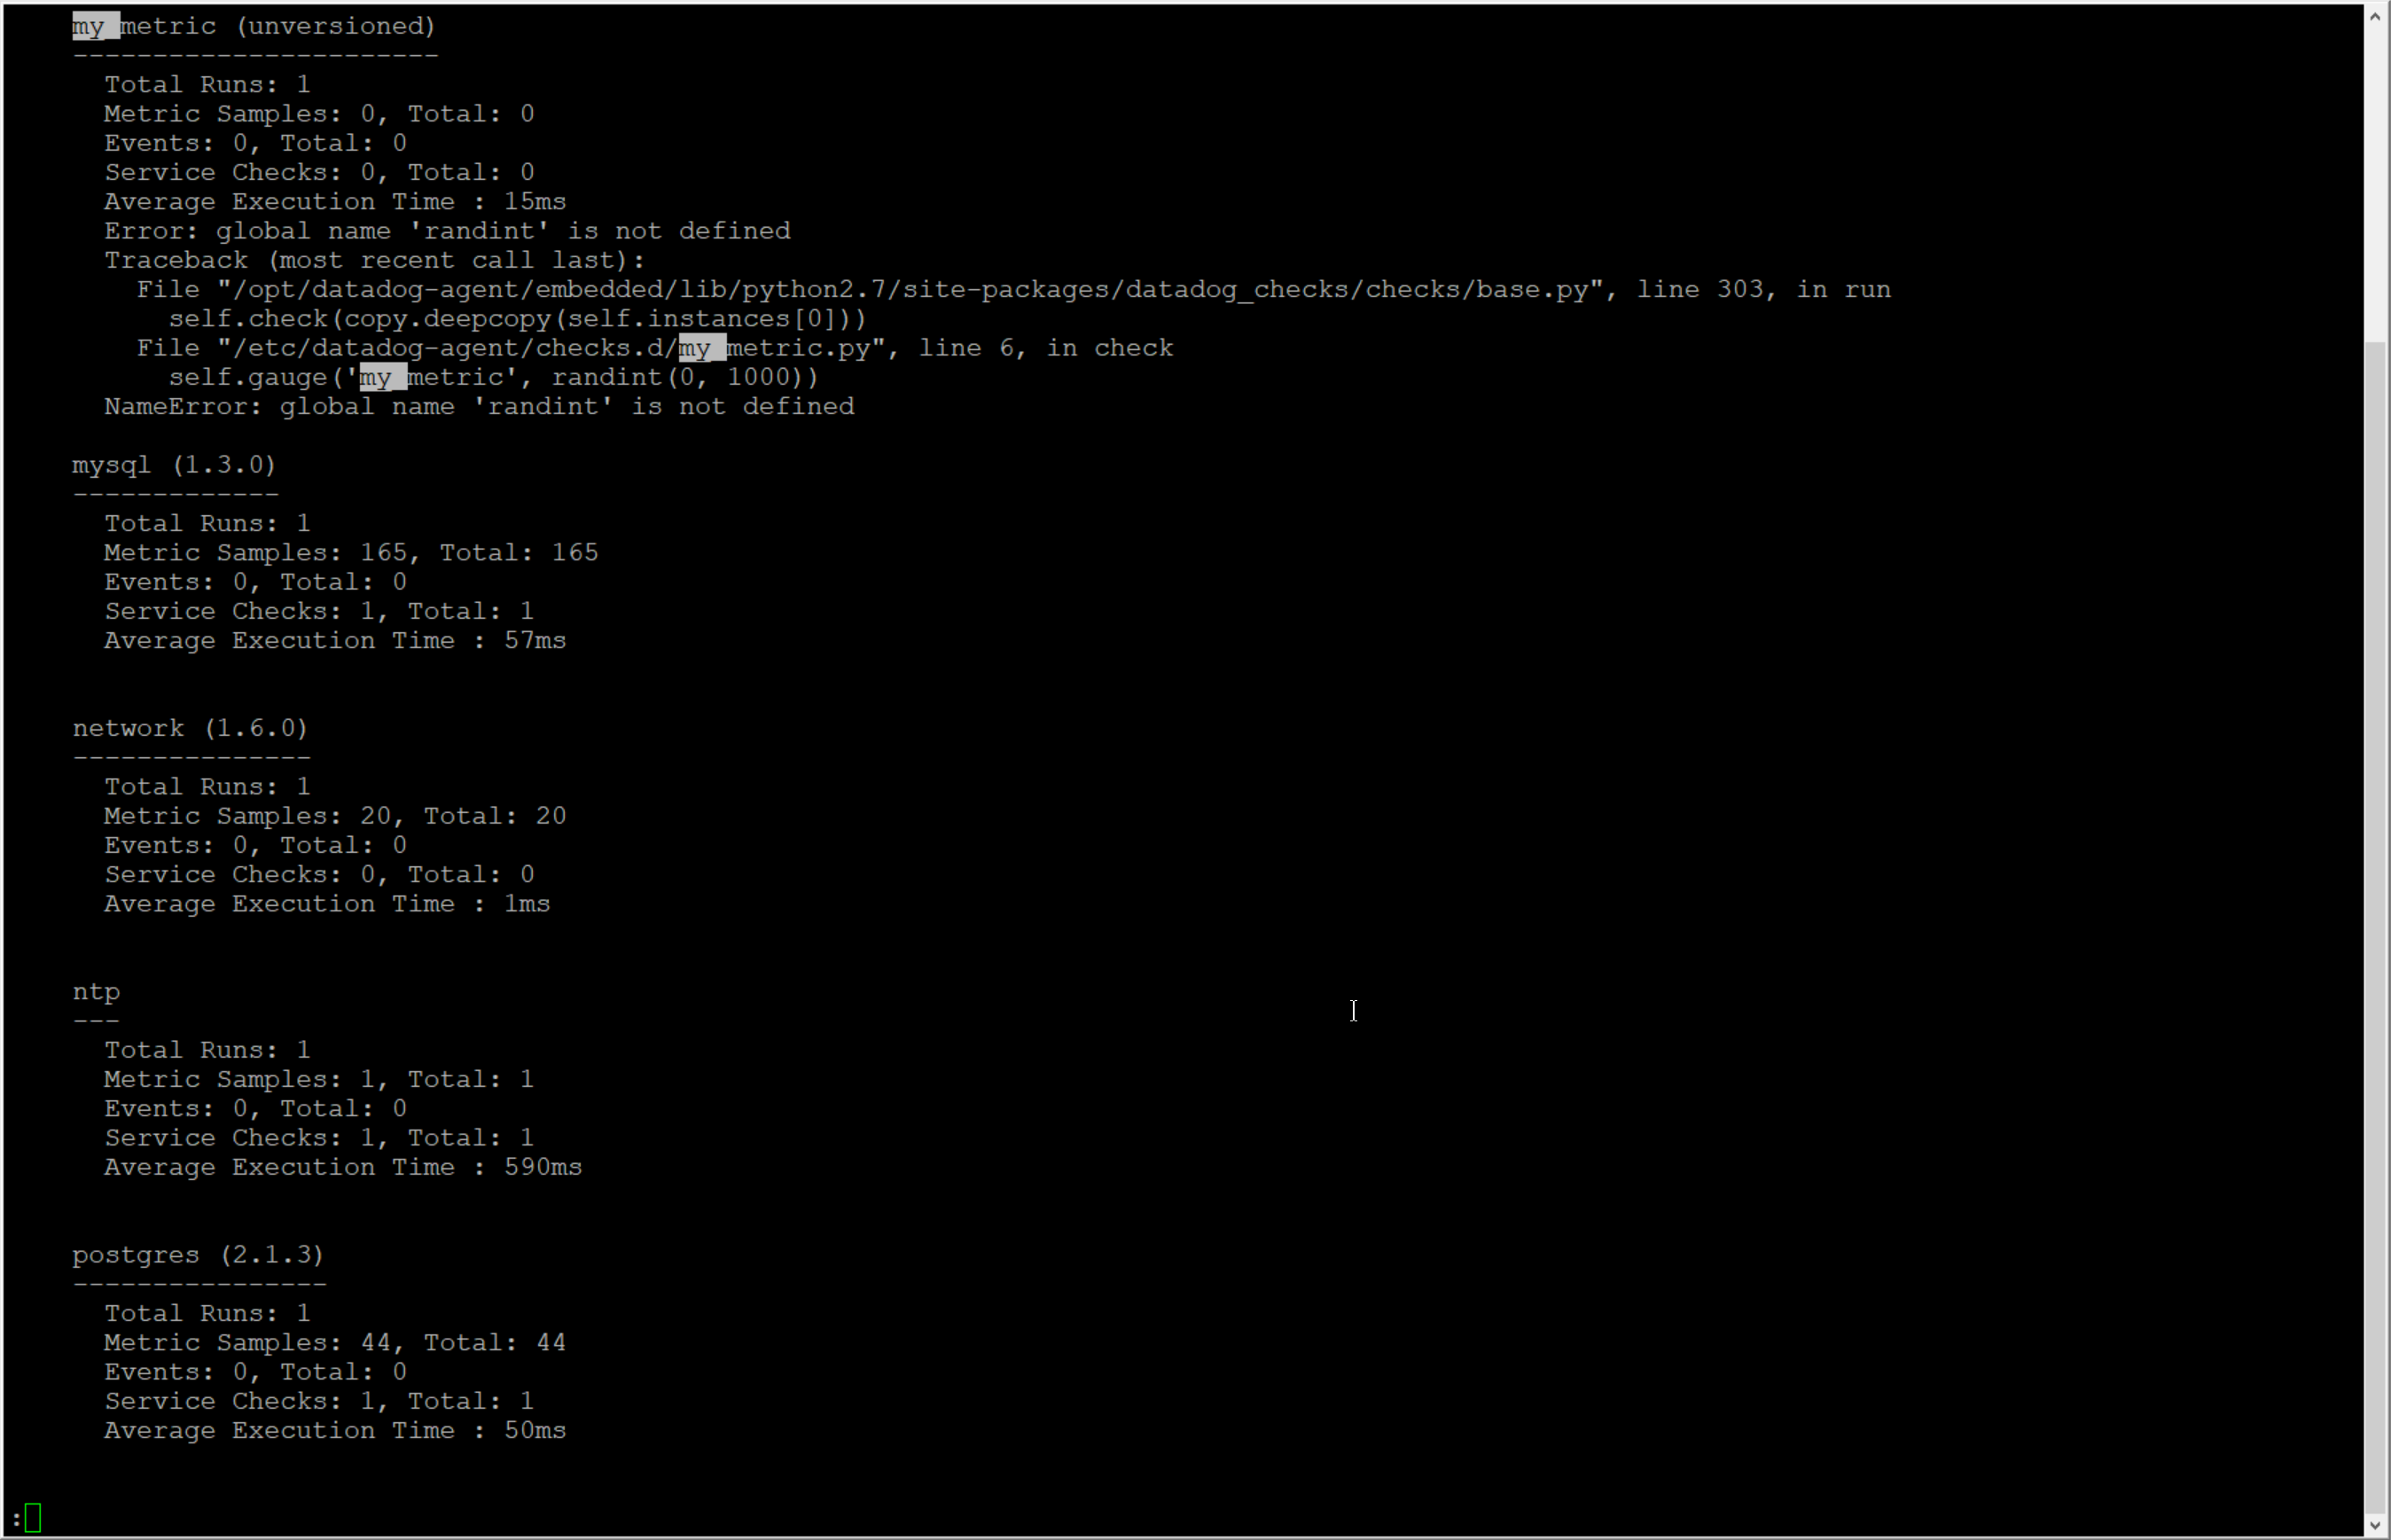 my_metric (unversioned)
-----------------------
Total Runs: 1
Metric Samples: 0, Total: 0
Events: 0, Total: 0
Service Checks: 0, Total: 0
Average Execution Time : 15ms
Error: global name 'randint' is not defined
Traceback (most recent call last):
File "/opt/datadog-agent/embedded/lib/python2.7/site-packages/datadog_checks/checks/base.py", line 303, in run
self.check(copy.deepcopy(self.instances[0]))
File "/etc/datadog-agent/checks.d/my_metric.py", line 6, in check
self.gauge('my_metric', randint(0, 1000))
NameError: global name 'randint' is not defined
mysql (1.3.0)
-------------
Total Runs: 1
Metric Samples: 165, Total: 165
Events: 0, Total: 0
Service Checks: 1, Total: 1
Average Execution Time : 57ms
network (1.6.0)
---------------
Total Runs: 1
Metric Samples: 20, Total: 20
Events: 0, Total: 0
Service Checks: 0, Total: 0
Average Execution Time : 1ms
ntp
---
Total Runs: 1
Metric Samples: 1, Total: 1
Events: 0, Total: 0
Service Checks: 1, Total: 1
Average Execution Time : 590ms
postgres (2.1.3)
----------------
Total Runs: 1
Metric Samples: 44, Total: 44
Events: 0, Total: 0
Service Checks: 1, Total: 1
Average Execution Time : 50ms
: